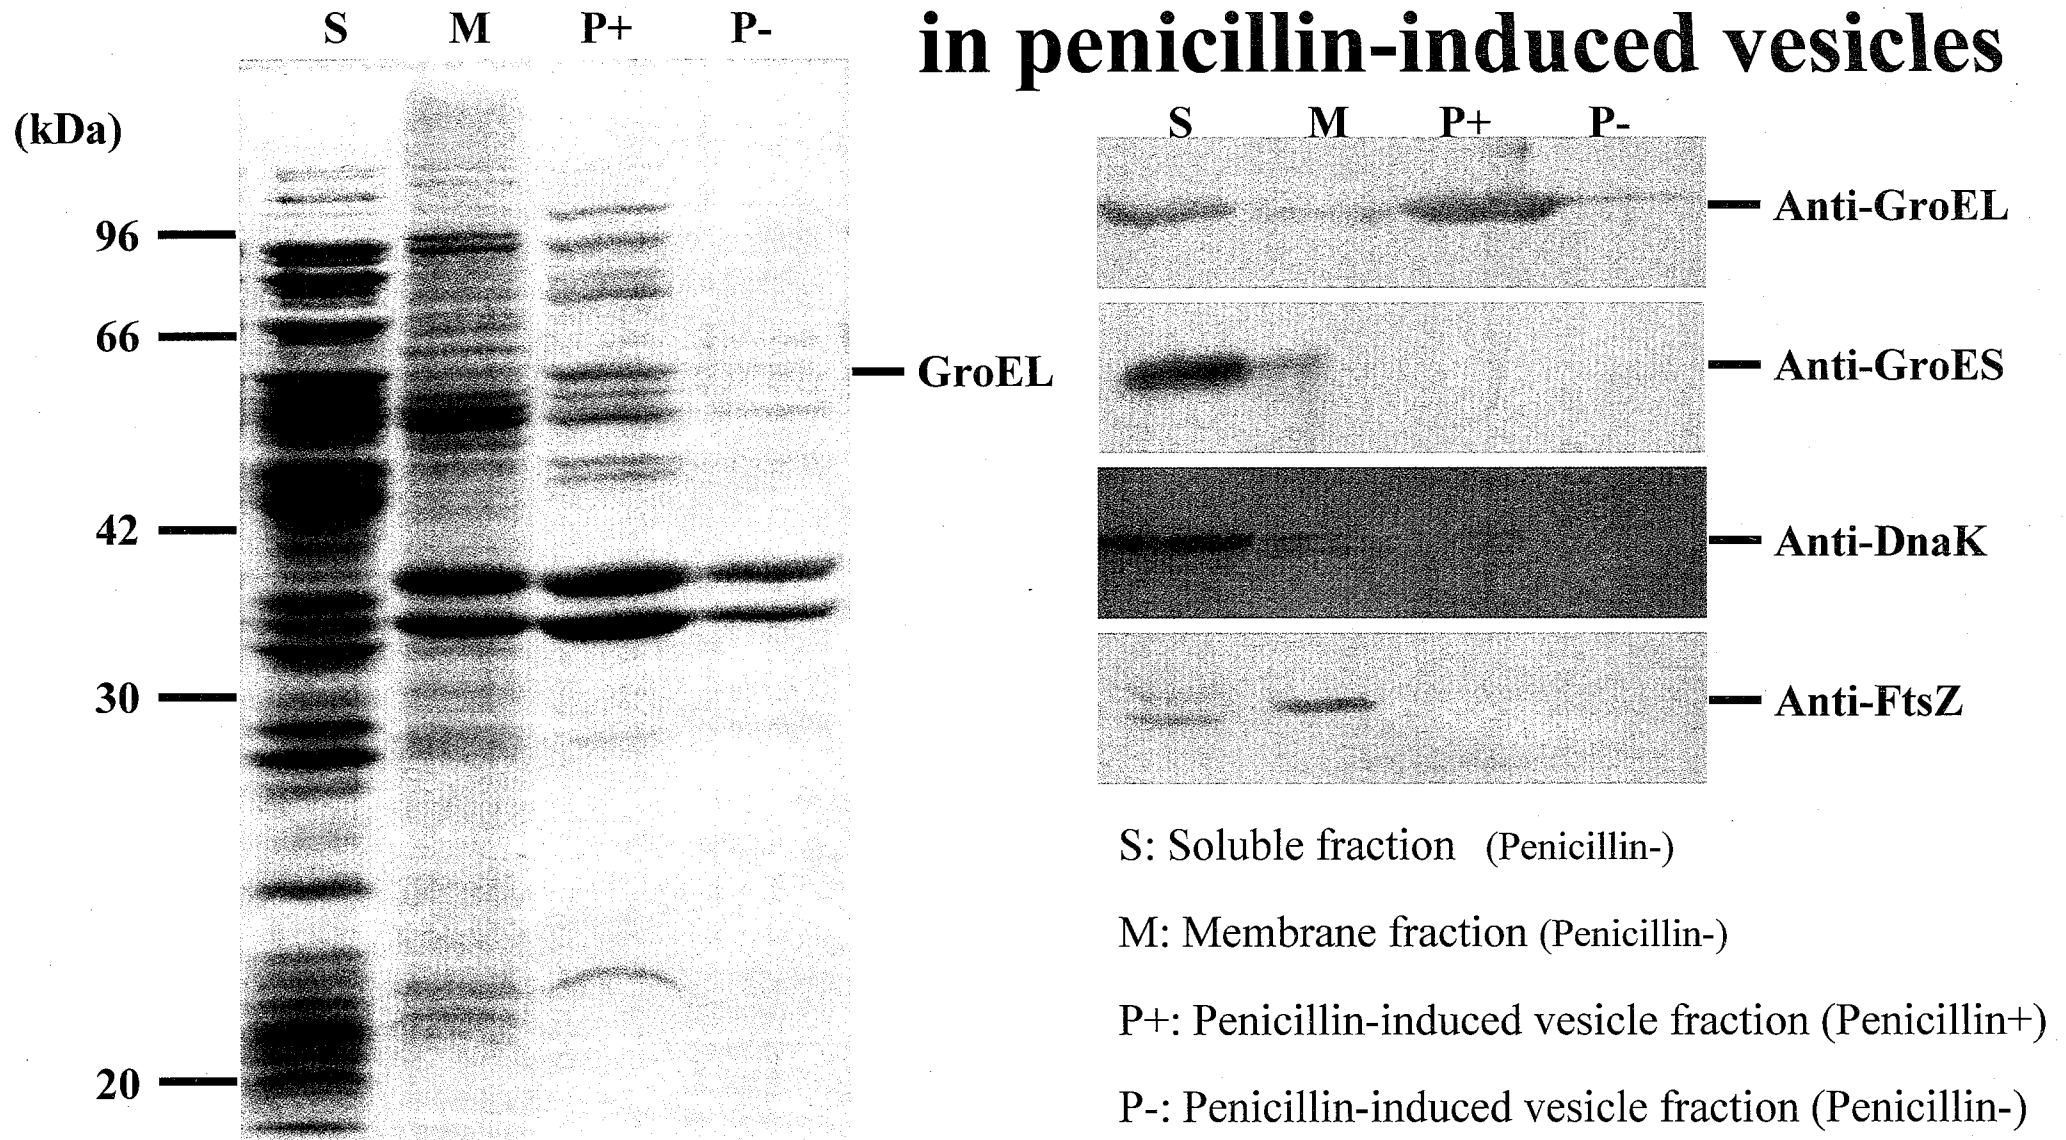 in penicillin-induced vesicles
S M P+ P-
(kDa)
96
66
42
30
20
GroEL
S M P+ P-
Anti-GroEL
Anti-GroES
Anti-DnaK
Anti-FtsZ
S: Soluble fraction (Penicillin-)
M: Membrane fraction (Penicillin-)
P+: Penicillin-induced vesicle fraction (Penicillin+)
P-: Penicillin-induced vesicle fraction (Penicillin-)